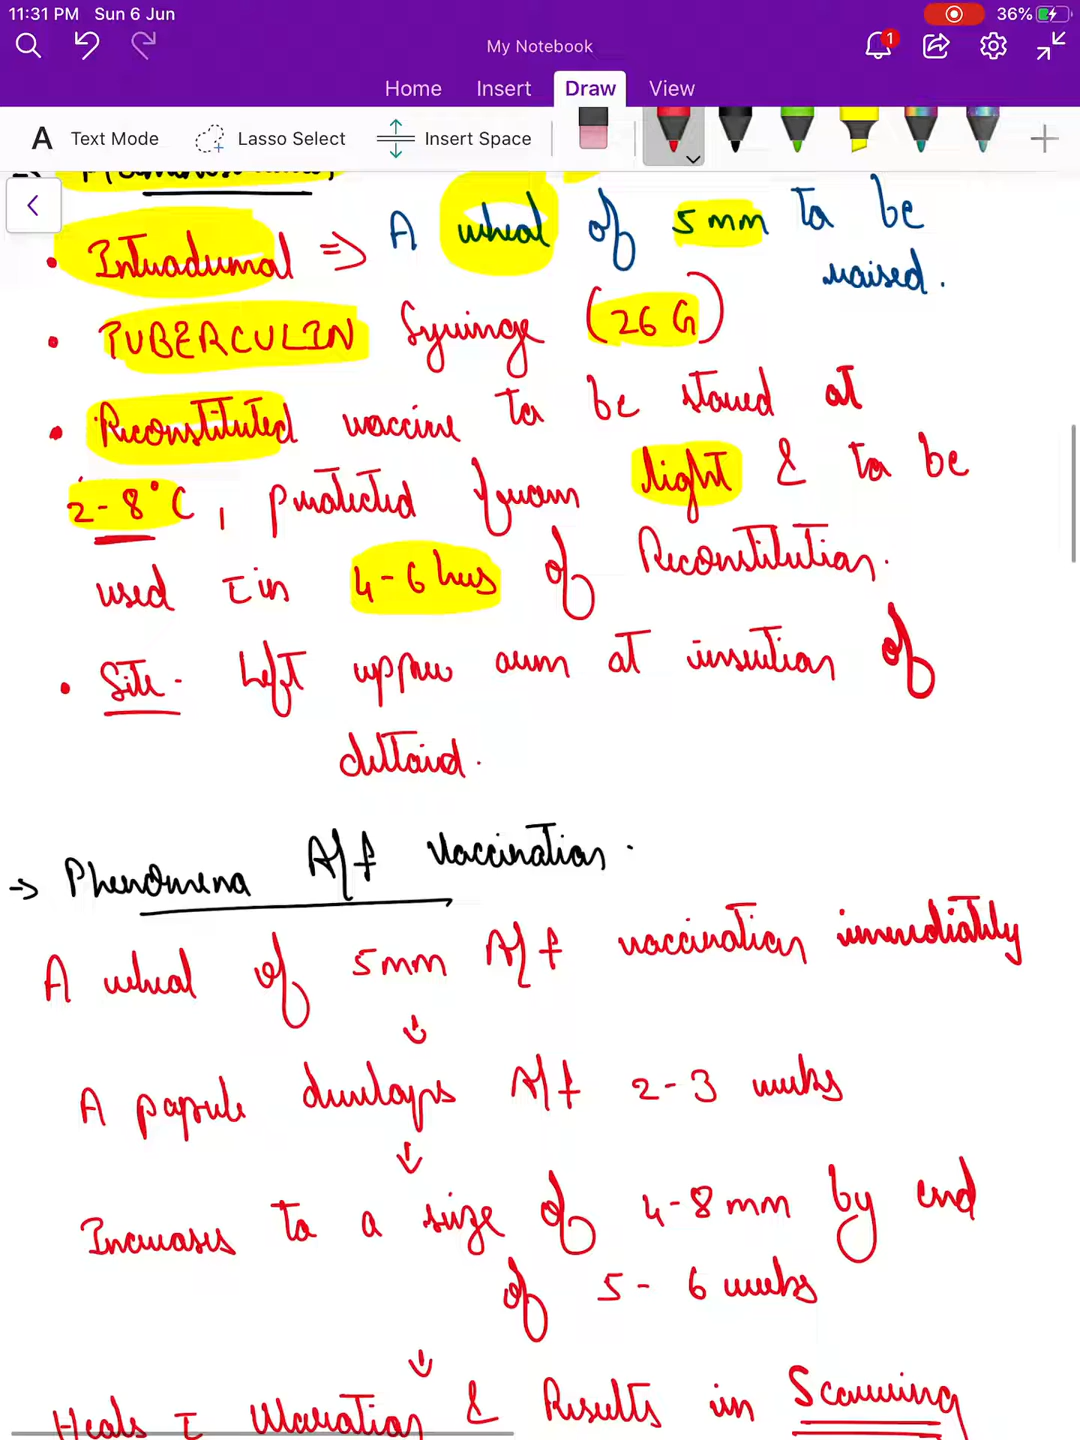 11:31 PM Sun 6 Jun 36%
My Notebook 1
Home Insert Draw View
A Text Mode Lasso Select Insert Space
• Intradermal ⇒ A wheal of 5 mm to be
raised.
• TUBERCULIN Syringe (26 G)
• Reconstituted vaccine to be stored at
2-8°C, protected from light & to be
used c̄ in 4-6 hrs of Reconstitution.
• Site - Left upper arm at insertion of
deltoid.
→ Phenomena A/f Vaccination.
A wheal of 5mm A/f vaccination immediately
↓
A papule develops A/f 2-3 weeks
↓
Increases to a size of 4-8 mm by end
of 5-6 weeks
↓
Heals c̄ Ulceration & Results in Scarring